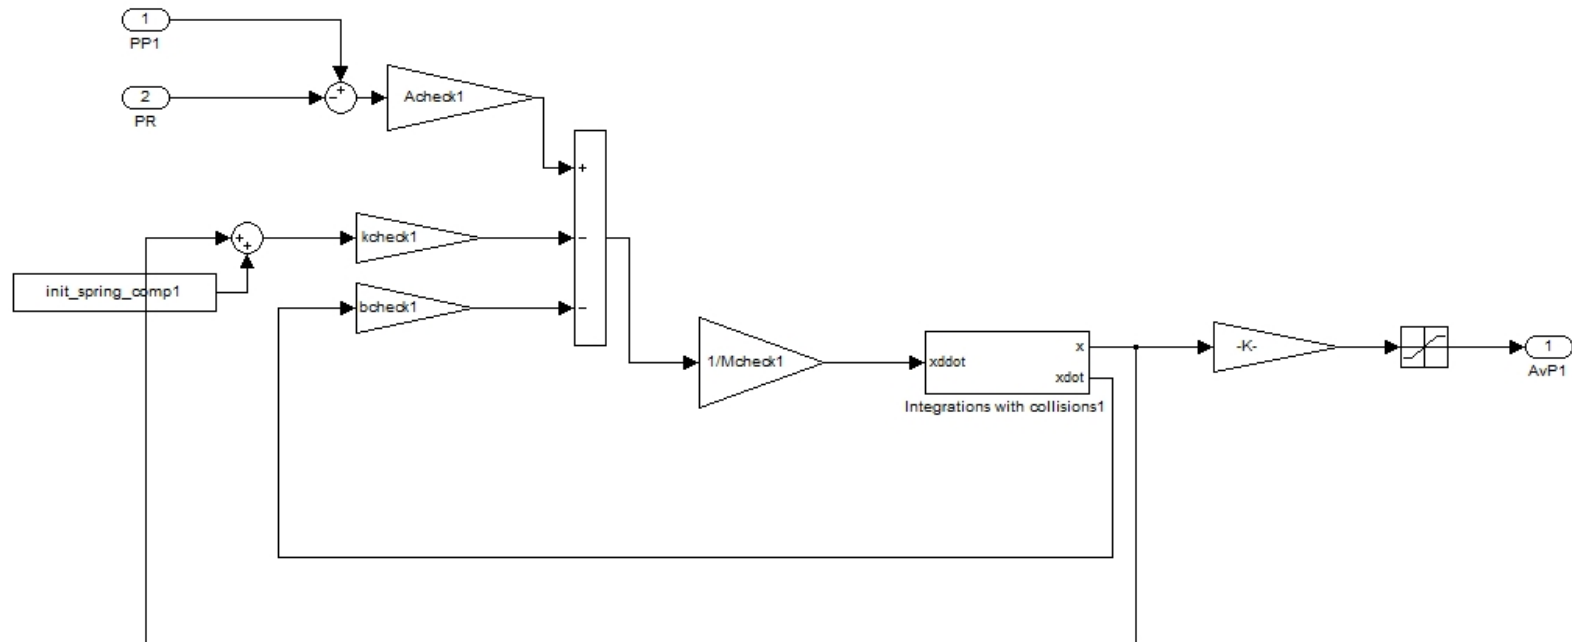 1
PP1
2
PR
Acheck1
+
−
+
kcheck1
+
+
−
init_spring_comp1
bcheck1
−
1/Mcheck1
xddot
x
xdot
Integrations with collisions1
-K-
1
AvP1